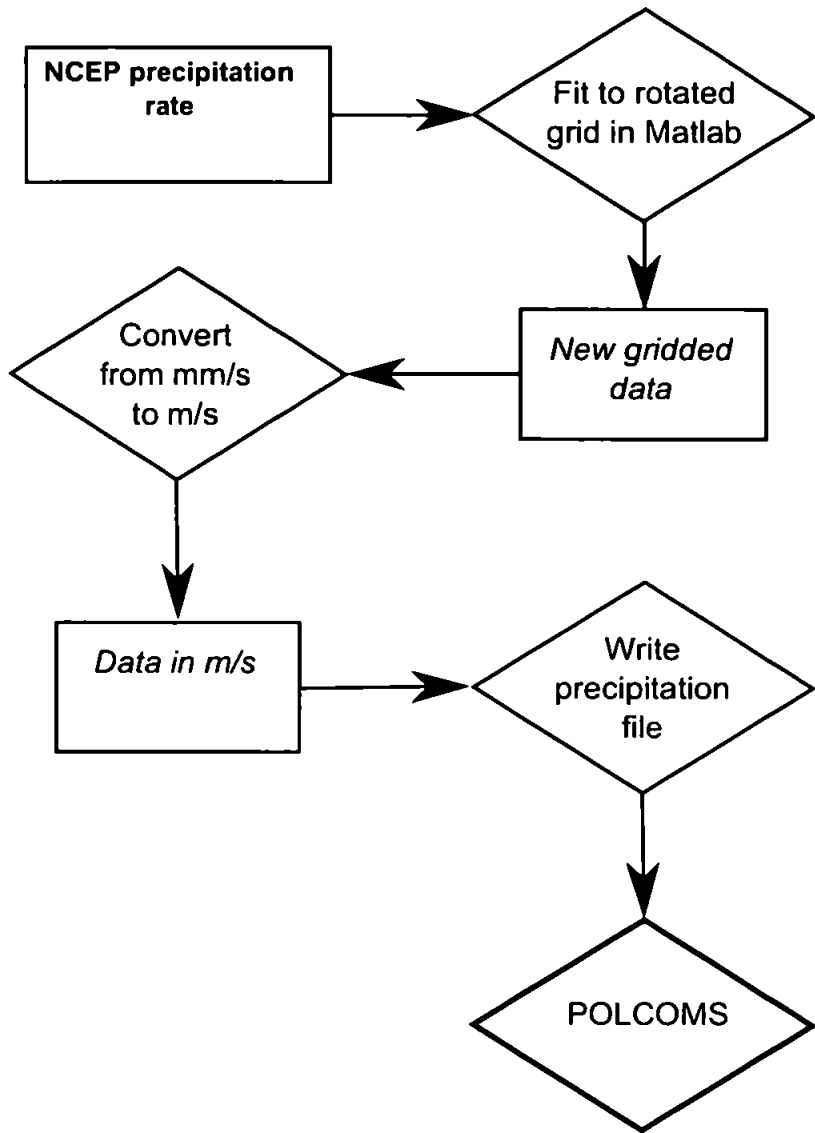 NCEP precipitation
rate
Fit to rotated
grid in Matlab
New gridded
data
Convert
from mm/s
to m/s
Data in m/s
Write
precipitation
file
POLCOMS